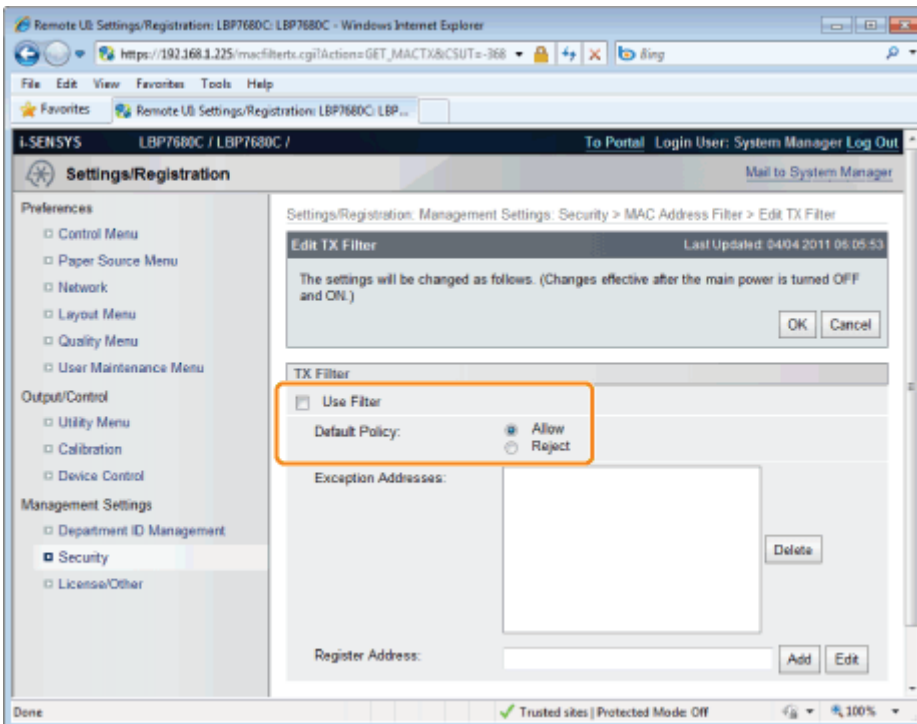 Remote UI: Settings/Registration: LBP7680C: LBP7680C - Windows Internet Explorer
https://192.168.1.225/macfiltertx.cgi?Action=GET_MACTX&CSUT=-368
Bing
File Edit View Favorites Tools Help
Favorites
Remote UI: Settings/Registration: LBP7680C: LBP...
i-SENSYS LBP7680C / LBP7680C / To Portal Login User: System Manager Log Out
Settings/Registration
Mail to System Manager
Preferences
Control Menu
Paper Source Menu
Network
Layout Menu
Quality Menu
User Maintenance Menu
Output/Control
Utility Menu
Calibration
Device Control
Management Settings
Department ID Management
Security
License/Other
Settings/Registration: Management Settings: Security > MAC Address Filter > Edit TX Filter
Edit TX Filter
Last Updated: 04/04 2011 06:05:53
The settings will be changed as follows. (Changes effective after the main power is turned OFF
and ON.)
OK Cancel
TX Filter
Use Filter
Default Policy: Allow
Reject
Exception Addresses:
Delete
Register Address:
Add Edit
Done
Trusted sites | Protected Mode: Off
100%